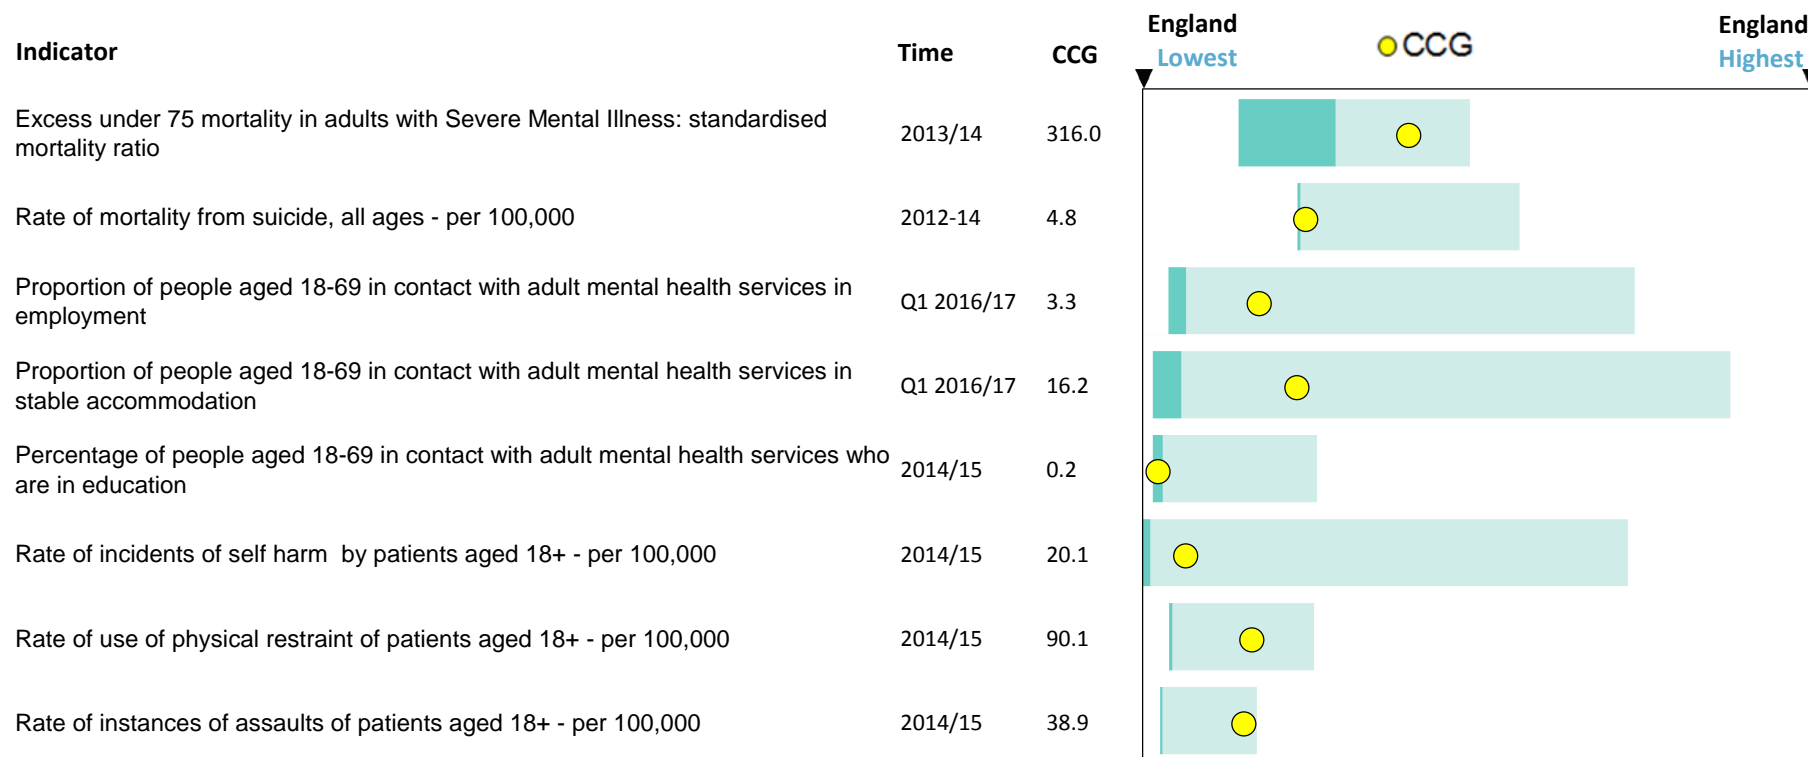 Indicator Time CCG England Lowest CCG England Highest
Excess under 75 mortality in adults with Severe Mental Illness: standardised
mortality ratio
2013/14 316.0
Rate of mortality from suicide, all ages - per 100,000 2012-14 4.8
Proportion of people aged 18-69 in contact with adult mental health services in
employment
Q1 2016/17 3.3
Proportion of people aged 18-69 in contact with adult mental health services in
stable accommodation
Q1 2016/17 16.2
Percentage of people aged 18-69 in contact with adult mental health services who
are in education
2014/15 0.2
Rate of incidents of self harm  by patients aged 18+ - per 100,000 2014/15 20.1
Rate of use of physical restraint of patients aged 18+ - per 100,000 2014/15 90.1
Rate of instances of assaults of patients aged 18+ - per 100,000 2014/15 38.9